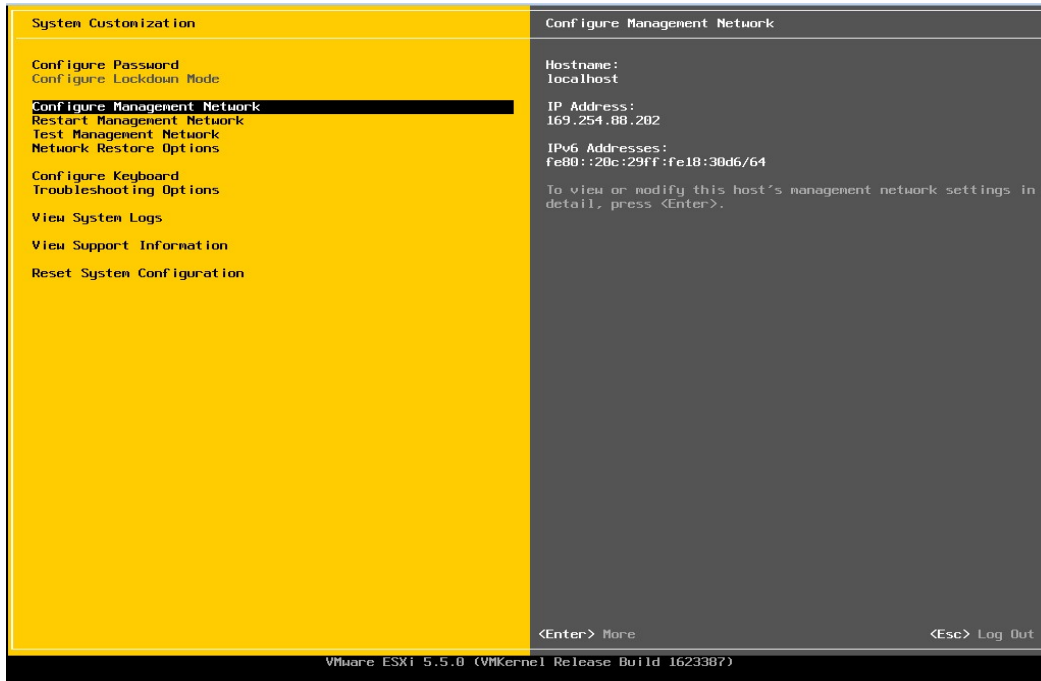 System Customization
Configure Password
Configure Lockdown Mode
Configure Management Network
Restart Management Network
Test Management Network
Network Restore Options
Configure Keyboard
Troubleshooting Options
View System Logs
View Support Information
Reset System Configuration
Configure Management Network
Hostname:
localhost
IP Address:
169.254.88.202
IPv6 Addresses:
fe80::20c:29ff:fe18:30d6/64
To view or modify this host's management network settings in
detail, press <Enter>.
<Enter> More
<Esc> Log Out
VMware ESXi 5.5.0 (VMKernel Release Build 1623387)